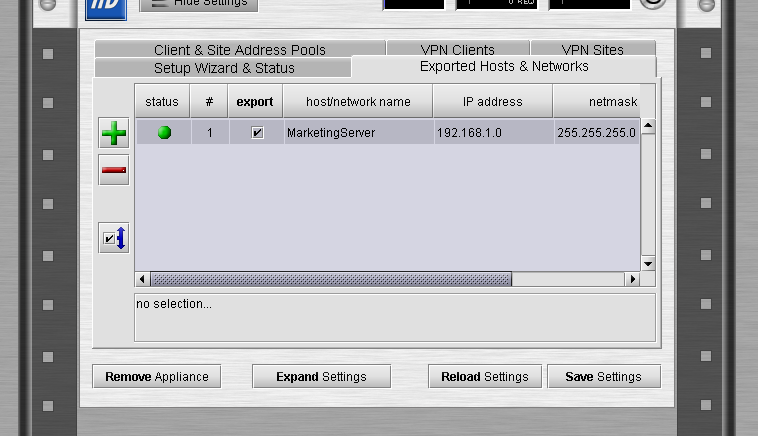 Hide Settings
Client & Site Address Pools VPN Clients VPN Sites
Setup Wizard & Status Exported Hosts & Networks
status # export host/network name IP address netmask
1 MarketingServer 192.168.1.0 255.255.255.0
no selection...
Remove Appliance Expand Settings Reload Settings Save Settings